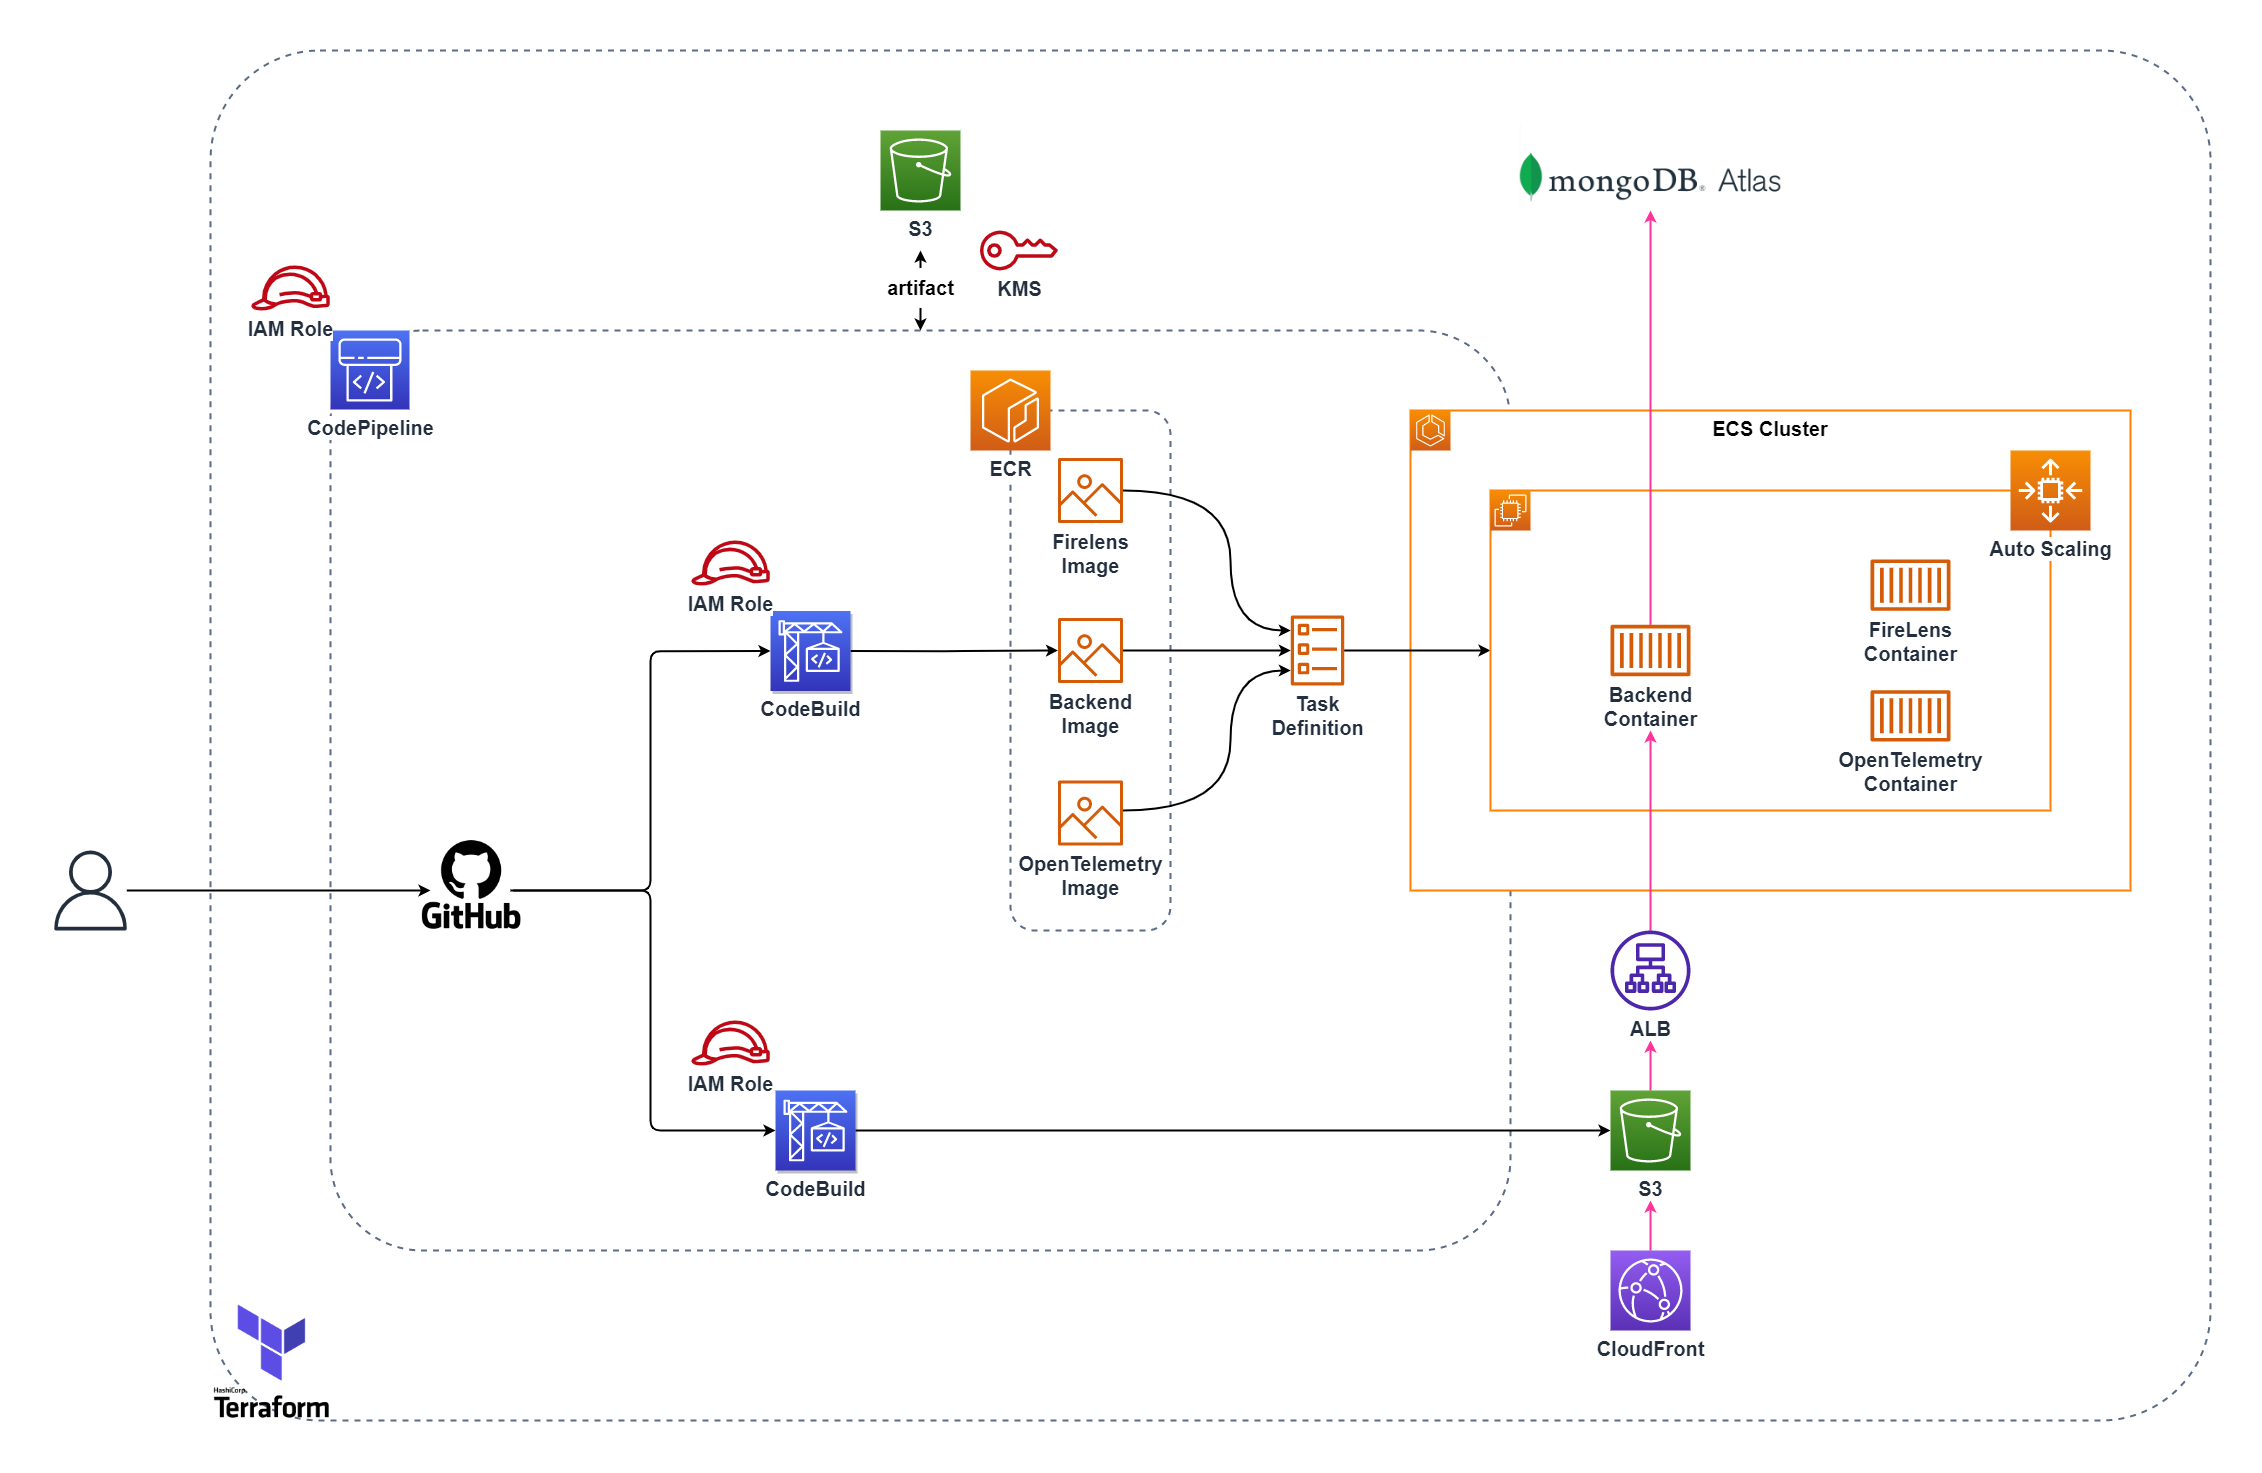 S3
artifact
KMS
mongoDB® Atlas
IAM Role
CodePipeline
ECR
Firelens
Image
ECS Cluster
Auto Scaling
IAM Role
CodeBuild
Backend
Image
Task
Definition
Backend
Container
FireLens
Container
OpenTelemetry
Container
OpenTelemetry
Image
GitHub
ALB
IAM Role
CodeBuild
S3
CloudFront
HashiCorp
Terraform